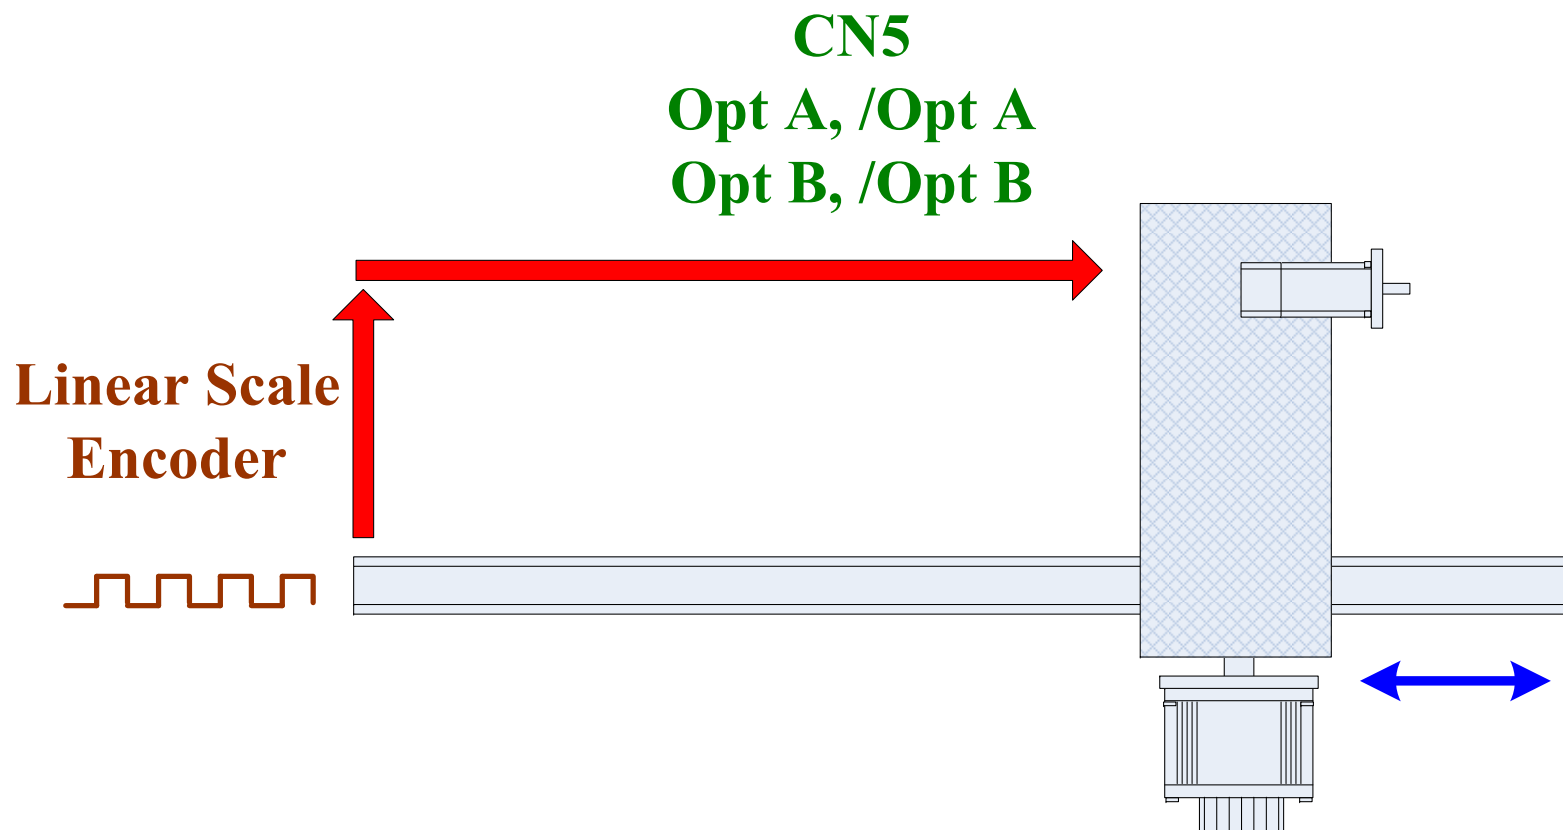 CN5
Opt A, /Opt A
Opt B, /Opt B
Linear Scale
Encoder